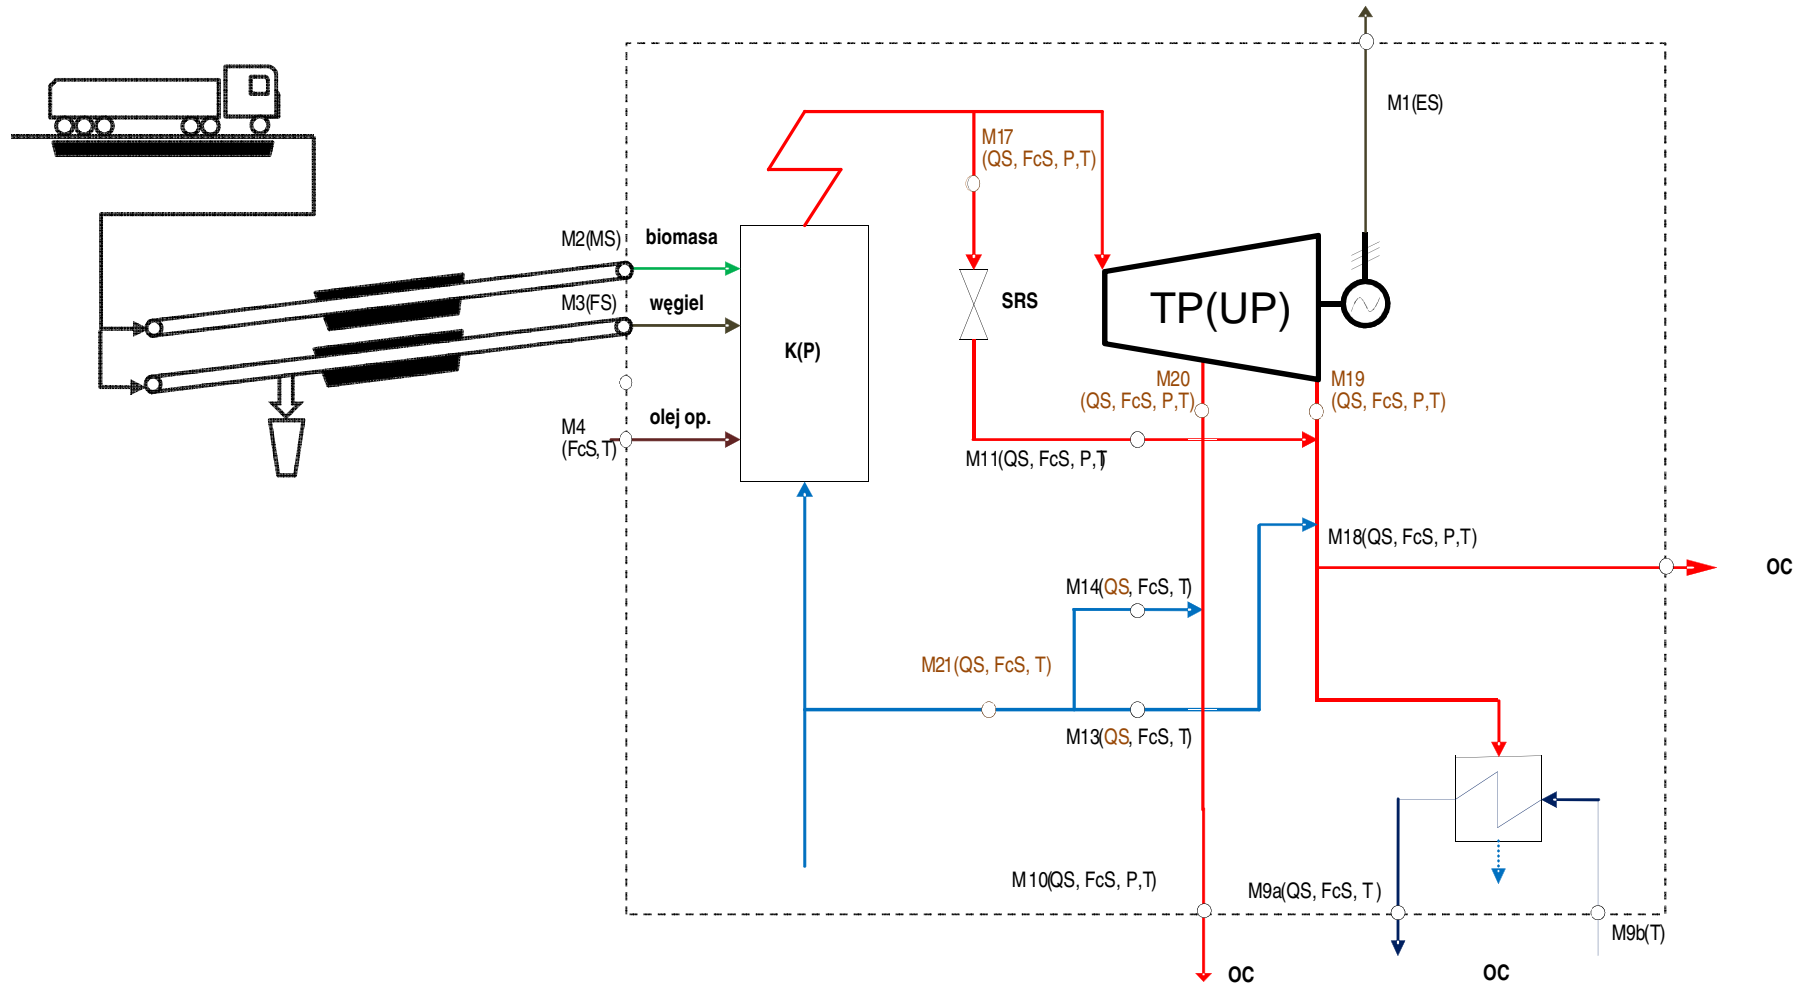 M1(ES)
M17
(QS, FcS, P,T)
M2(MS)
biomasa
M3(FS)
węgiel
SRS
TP(UP)
K(P)
M20
(QS, FcS, P,T)
M19
(QS, FcS, P,T)
olej op.
M4
(FcS,T)
M11(QS, FcS, P,T
M18(QS, FcS, P,T)
OC
M14(QS, FcS, T)
M21(QS, FcS, T)
M13(QS, FcS, T)
M10(QS, FcS, P,T)
M9a(QS, FcS, T)
M9b(T)
OC
OC